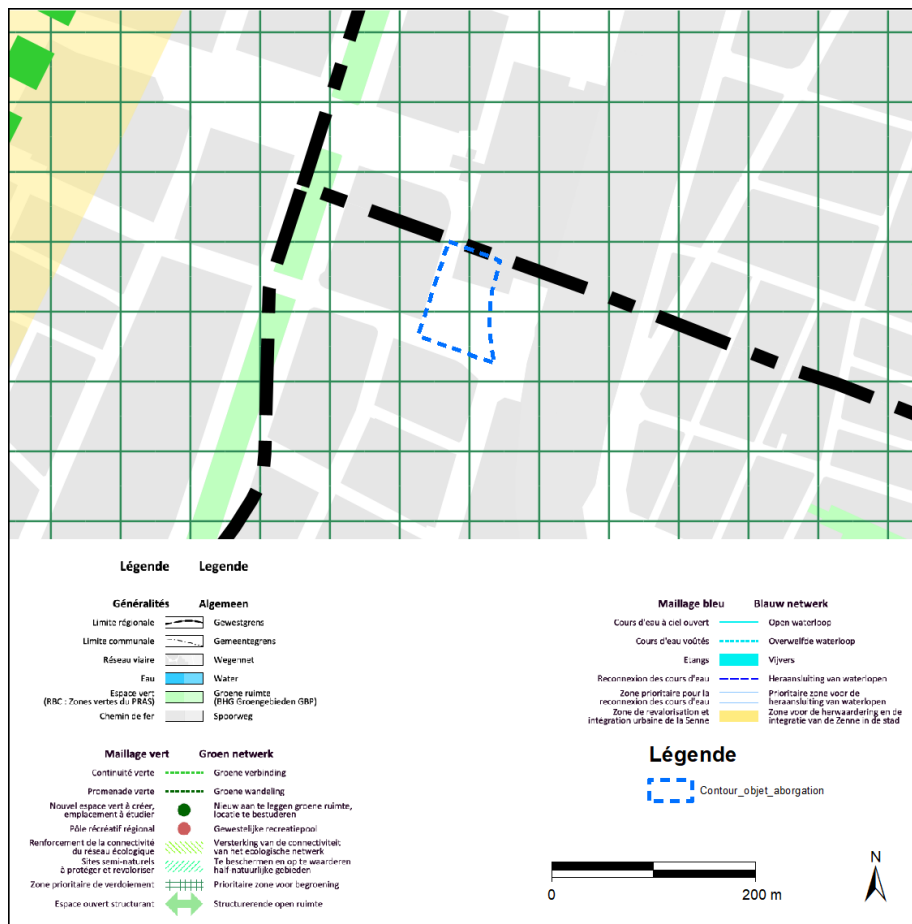 Légende Legende
Généralités Algemeen
Limite régionale Gewestgrens
Limite communale Gemeentegrens
Réseau viaire Wegennet
Eau Water
Espace vert
(RBC : Zones vertes du PRAS) Groene ruimte
(BHG Groengebieden GBP)
Chemin de fer Spoorweg
Maillage vert Groen netwerk
Continuité verte Groene verbinding
Promenade verte Groene wandeling
Nouvel espace vert à créer,
emplacement à étudier Nieuw aan te leggen groene ruimte,
locatie te bestuderen
Pôle récréatif régional Gewestelijke recreatiepool
Renforcement de la connectivité
du réseau écologique Versterking van de connectiviteit
van het ecologische netwerk
Sites semi-naturels
à protéger et revaloriser Te beschermen en op te waarderen
half natuurlijke gebieden
Zone prioritaire de verdoiement Prioritaire zone voor begroening
Espace ouvert structurant Structurerende open ruimte
Maillage bleu Blauw netwerk
Cours d'eau à ciel ouvert Open waterloop
Cours d'eau voûtés Overwelfde waterloop
Etangs Vijvers
Reconnexion des cours d'eau Heraansluiting van waterlopen
Zone prioritaire pour la
reconnexion des cours d'eau Prioritaire zone voor de
heraansluiting van waterlopen
Zone de revalorisation et
intégration urbaine de la Senne Zone voor de herwaardering en de
integratie van de Zenne in de stad
Légende
Contour_objet_aborgation
N
0 200 m